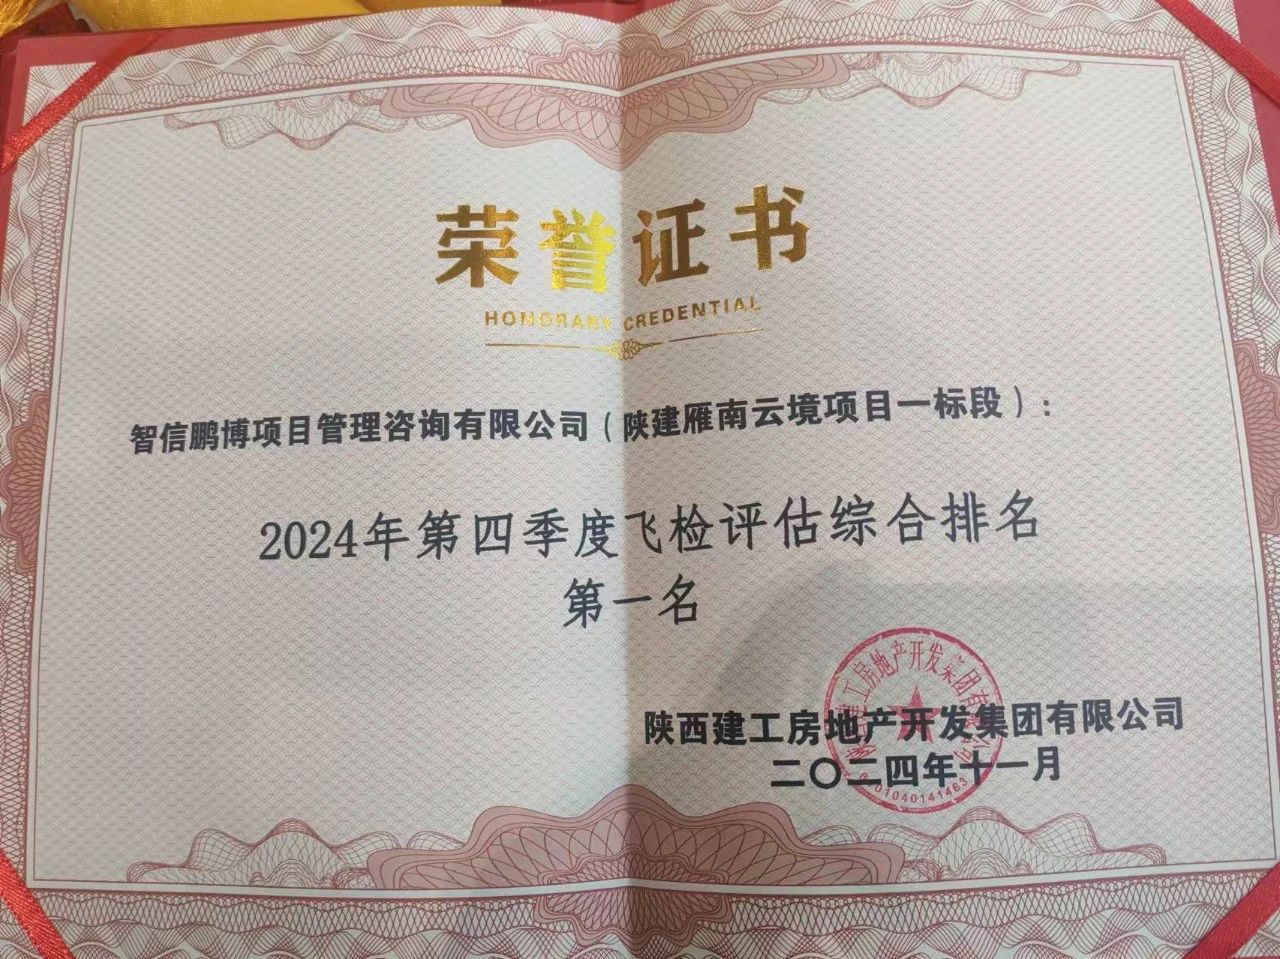 荣誉证书
HONORARY CREDENTIAL
智信鹏博项目管理咨询有限公司（陕建雁南云境项目一标段）：
2024年第四季度飞检评估综合排名
第一名
陕西建工房地产开发集团有限公司
二〇二四年十一月